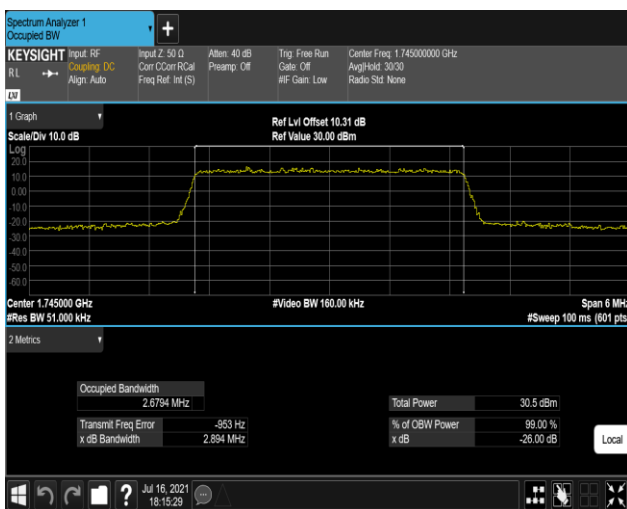 Spectrum Analyzer 1
Occupied BW
KEYSIGHT
RL
LXI
Input: RF
Coupling: DC
Align: Auto
Input Z: 50 Ω
Corr CCorr RCal
Freq Ref: Int (S)
Atten: 40 dB
Preamp: Off
Trig: Free Run
Gate: Off
#IF Gain: Low
Center Freq: 1.745000000 GHz
Avg|Hold: 30/30
Radio Std: None
1 Graph
Scale/Div 10.0 dB
Ref Lvl Offset 10.31 dB
Ref Value 30.00 dBm
Log
20.0
10.0
0.00
-10.0
-20.0
-30.0
-40.0
-50.0
-60.0
Center 1.745000 GHz
#Res BW 51.000 kHz
#Video BW 160.00 kHz
Span 6 MHz
#Sweep 100 ms (601 pts
2 Metrics
Occupied Bandwidth
2.6794 MHz
Transmit Freq Error -953 Hz
x dB Bandwidth 2.894 MHz
Total Power 30.5 dBm
% of OBW Power 99.00 %
x dB -26.00 dB
Local
?
Jul 16, 2021
18:15:29